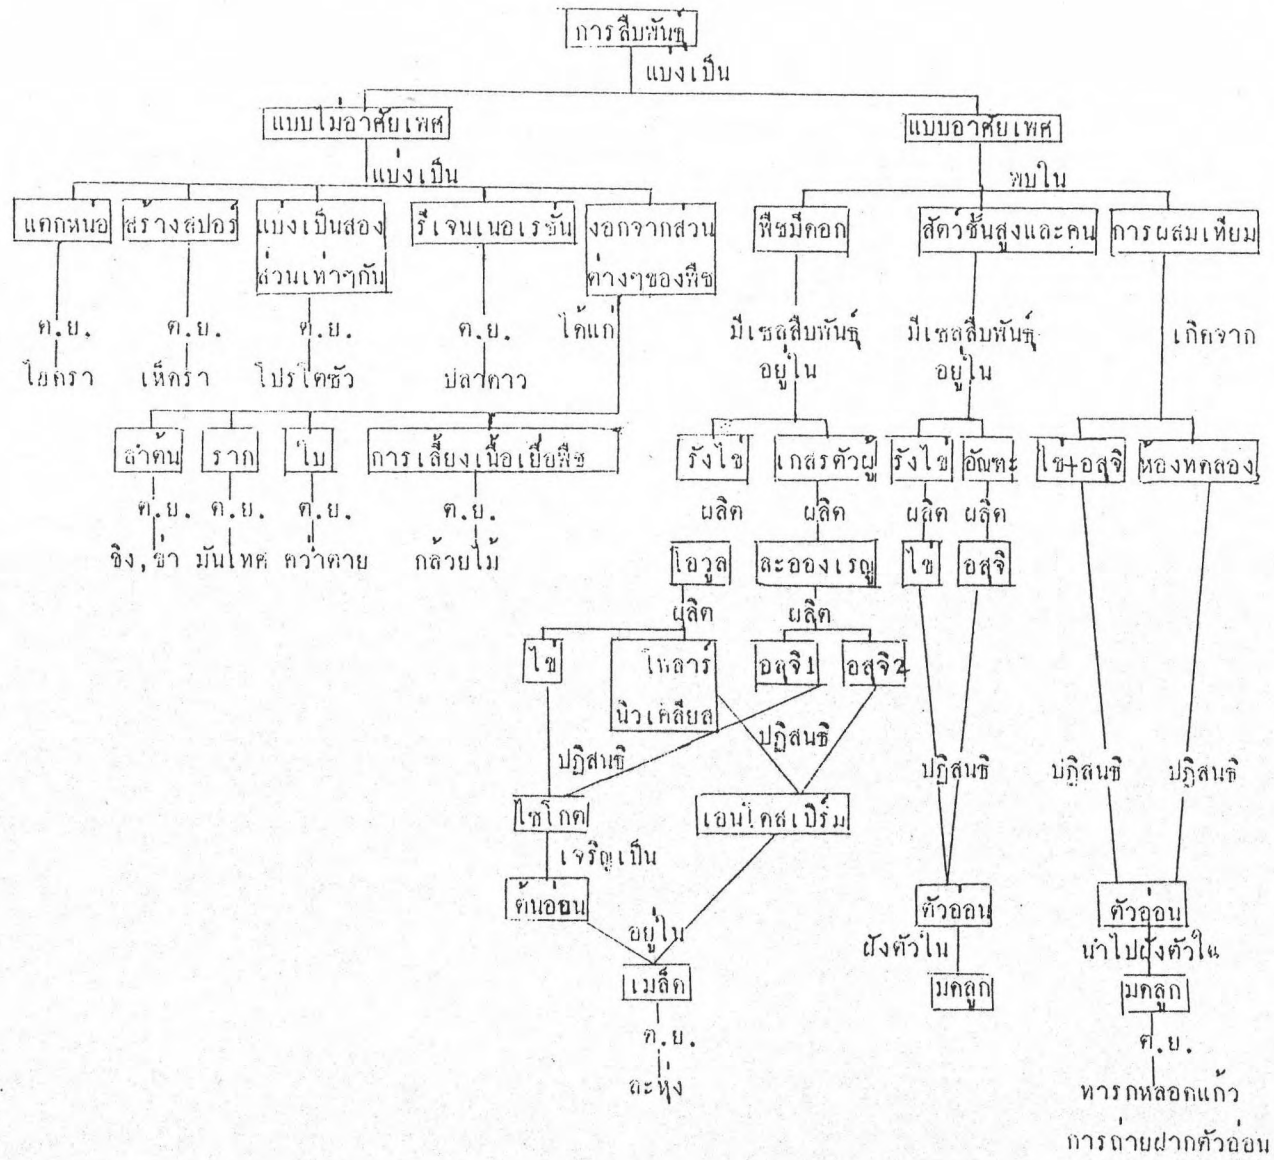 การสืบพันธุ์
แบ่งเป็น
แบบไม่อาศัยเพศ
แบบอาศัยเพศ
แบ่งเป็น
พบใน
แตกหน่อ
สร้างสปอร์
แบ่งเป็นสอง
ส่วนเท่าๆกัน
รีเจนเนอเรชั่น
งอกจากส่วน
ต่างๆของพืช
พืชมีดอก
สัตว์ชั้นสูงและคน
การผสมเทียม
ต.ย.
ต.ย.
ต.ย.
ต.ย.
ได้แก่
มีเซลสืบพันธุ์
อยู่ใน
มีเซลสืบพันธุ์
อยู่ใน
เกิดจาก
ไฮดรา
เห็ดรา
โปรโตซัว
ปลาดาว
ลำต้น
ราก
ใบ
การเลี้ยงเนื้อเยื่อพืช
รังไข่
เกสรตัวผู้
รังไข่
อัณฑะ
ไข่+อสุจิ
ห้องทดลอง
ต.ย.
ต.ย.
ต.ย.
ต.ย.
ผลิต
ผลิต
ผลิต
ผลิต
ขิง,ข่า
มันเทศ
คว่ำตาย
กล้วยไม้
โอวูล
ละอองเรณู
ไข่
อสุจิ
ผลิต
ผลิต
ไข่
โพลาร์
นิวเคลียส
อสุจิ1
อสุจิ2
ปฏิสนธิ
ปฏิสนธิ
ปฏิสนธิ
ปฏิสนธิ
ปฏิสนธิ
ไซโกต
เอนโดสเปิร์ม
เจริญเป็น
ต้นอ่อน
ตัวอ่อน
ตัวอ่อน
อยู่ใน
ฝังตัวใน
นำไปฝังตัวใน
เมล็ด
มดลูก
มดลูก
ต.ย.
ต.ย.
ละหุ่ง
ทารกหลอดแก้ว
การถ่ายฝากตัวอ่อน